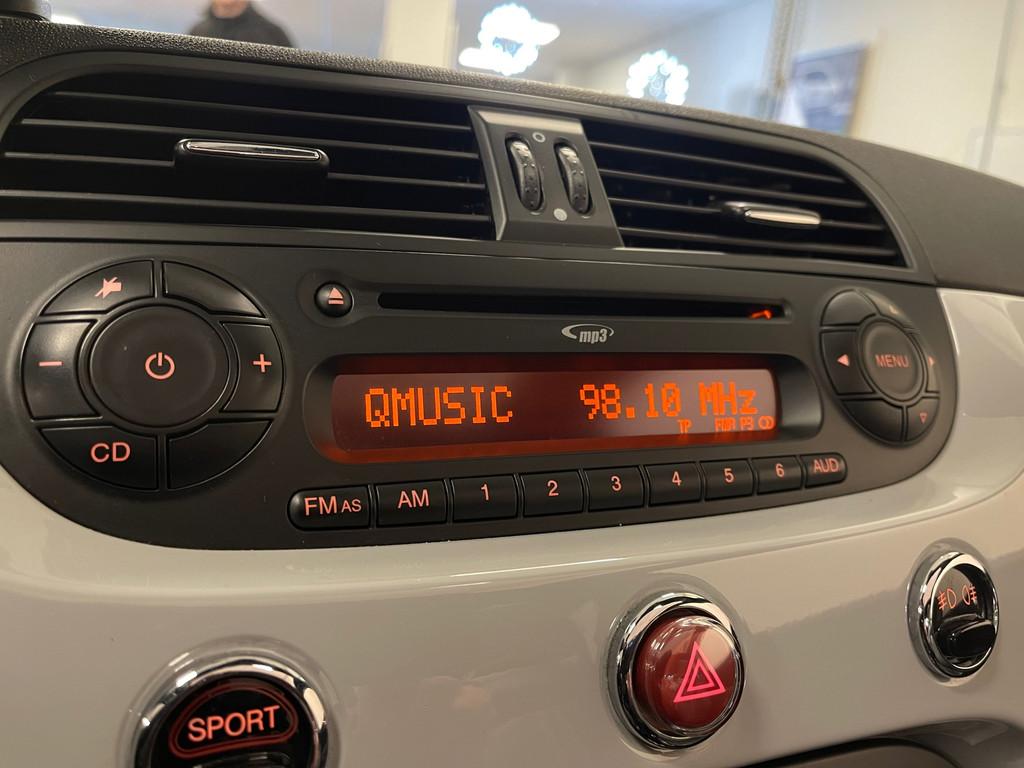 mp3
MENU
QMUSIC 98.10 MHz
TP
CD
FM AS AM 1 2 3 4 5 6 AUD
SPORT